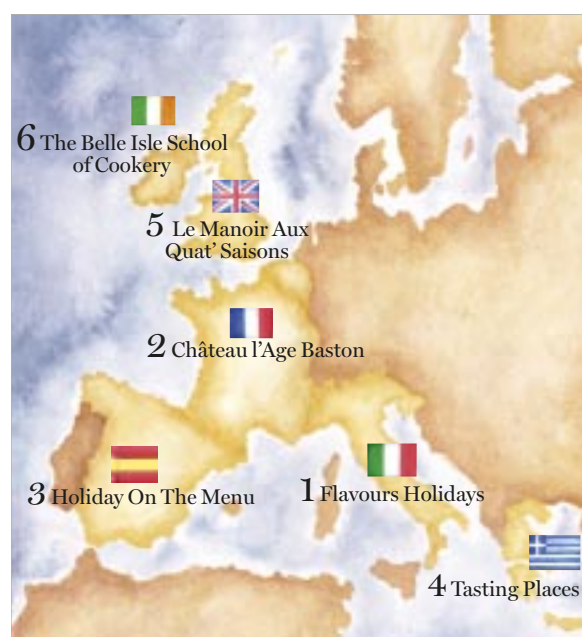 6 The Belle Isle School
of Cookery
5 Le Manoir Aux
Quat' Saisons
2 Château l'Age Baston
3 Holiday On The Menu
1 Flavours Holidays
4 Tasting Places